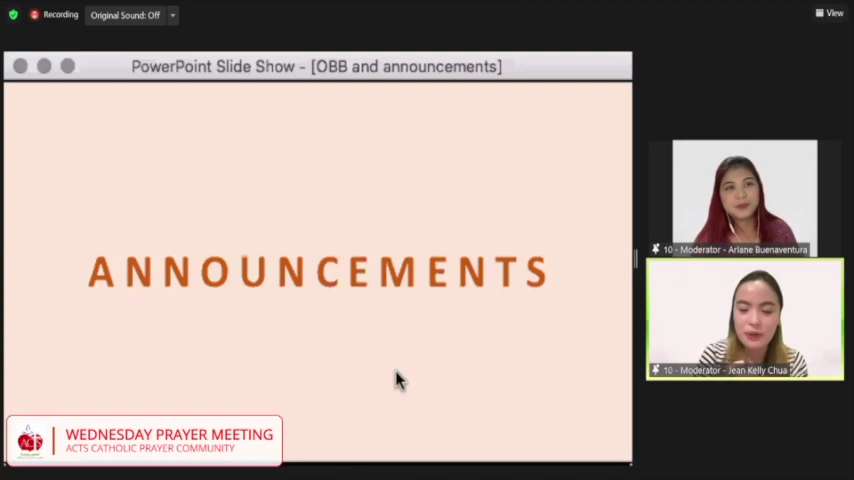 Recording
Original Sound: Off
View
PowerPoint Slide Show - [OBB and announcements]
ANNOUNCEMENTS
10 - Moderator - Arlane Buenaventura
10 - Moderator - Jean Kelly Chua
ACTS
WEDNESDAY PRAYER MEETING
ACTS CATHOLIC PRAYER COMMUNITY